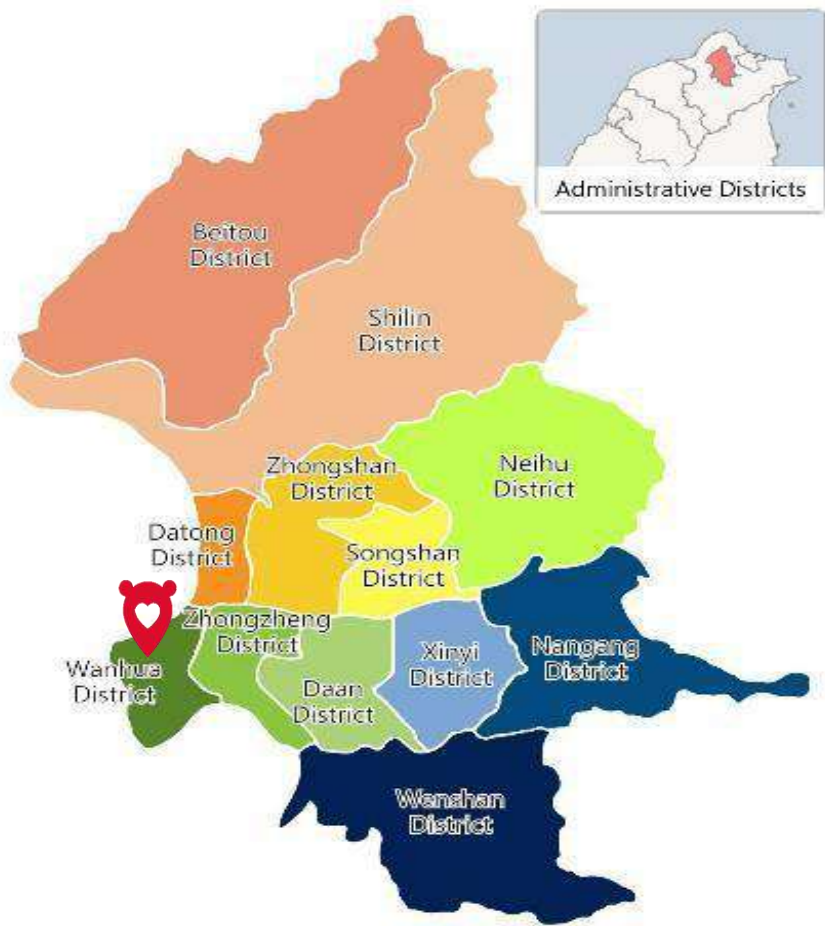 Administrative Districts
Beitou
District
Shilin
District
Neihu
District
Zhongshan
District
Datong
District
Songshan
District
Zhongzheng
District
Wanhua
District
Xinyi
District
Nangang
District
Daan
District
Wenshan
District